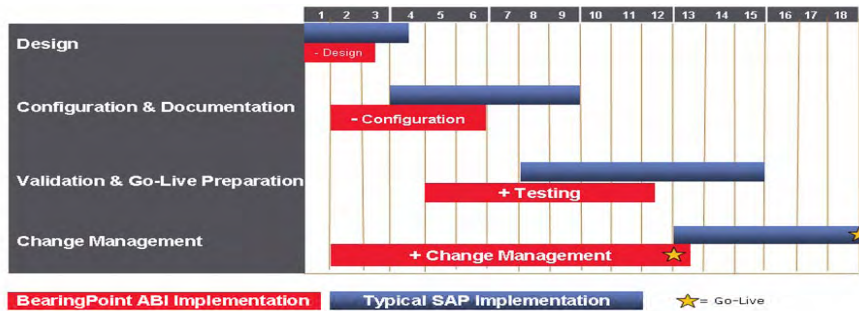 1 2 3 4 5 6 7 8 9 10 11 12 13 14 15 16 17 18
Design
- Design
Configuration & Documentation
- Configuration
Validation & Go-Live Preparation
+ Testing
Change Management
+ Change Management
BearingPoint ABI Implementation Typical SAP Implementation = Go-Live